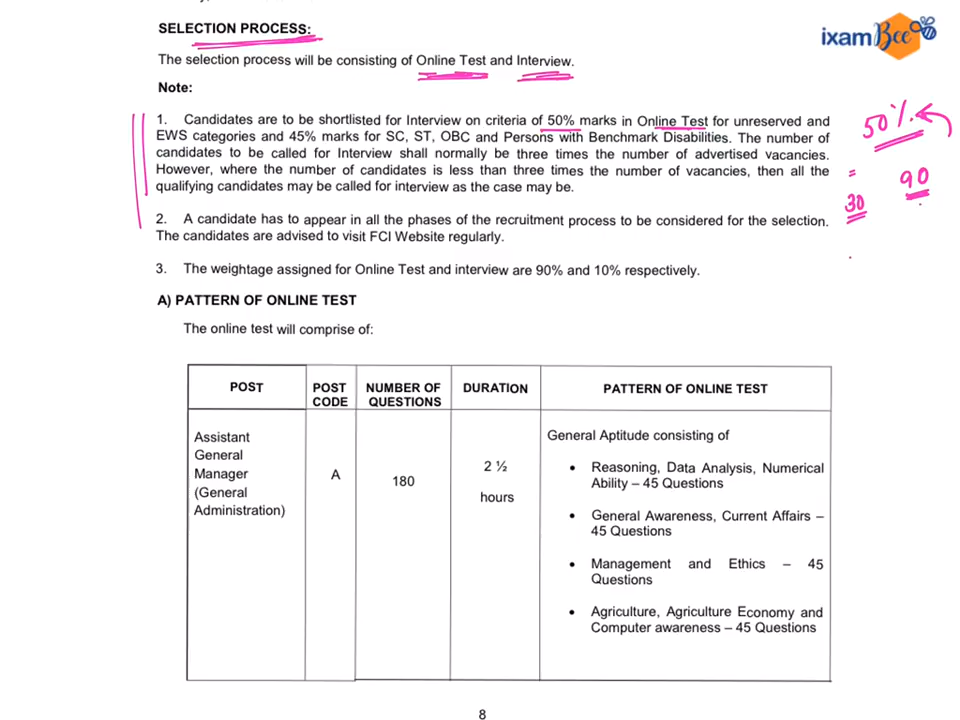 SELECTION PROCESS:
ixamBee
The selection process will be consisting of Online Test and Interview.
Note:
1. Candidates are to be shortlisted for Interview on criteria of 50% marks in Online Test for unreserved and
EWS categories and 45% marks for SC, ST, OBC and Persons with Benchmark Disabilities. The number of
candidates to be called for Interview shall normally be three times the number of advertised vacancies.
However, where the number of candidates is less than three times the number of vacancies, then all the
qualifying candidates may be called for interview as the case may be.
50%
= 90
30
2. A candidate has to appear in all the phases of the recruitment process to be considered for the selection.
The candidates are advised to visit FCI Website regularly.
3. The weightage assigned for Online Test and interview are 90% and 10% respectively.
A) PATTERN OF ONLINE TEST
The online test will comprise of:
POST
POST CODE
NUMBER OF QUESTIONS
DURATION
PATTERN OF ONLINE TEST
Assistant
General
Manager
(General
Administration)
A
180
2 ½
hours
General Aptitude consisting of
• Reasoning, Data Analysis, Numerical
Ability – 45 Questions
• General Awareness, Current Affairs –
45 Questions
• Management and Ethics – 45
Questions
• Agriculture, Agriculture Economy and
Computer awareness – 45 Questions
8